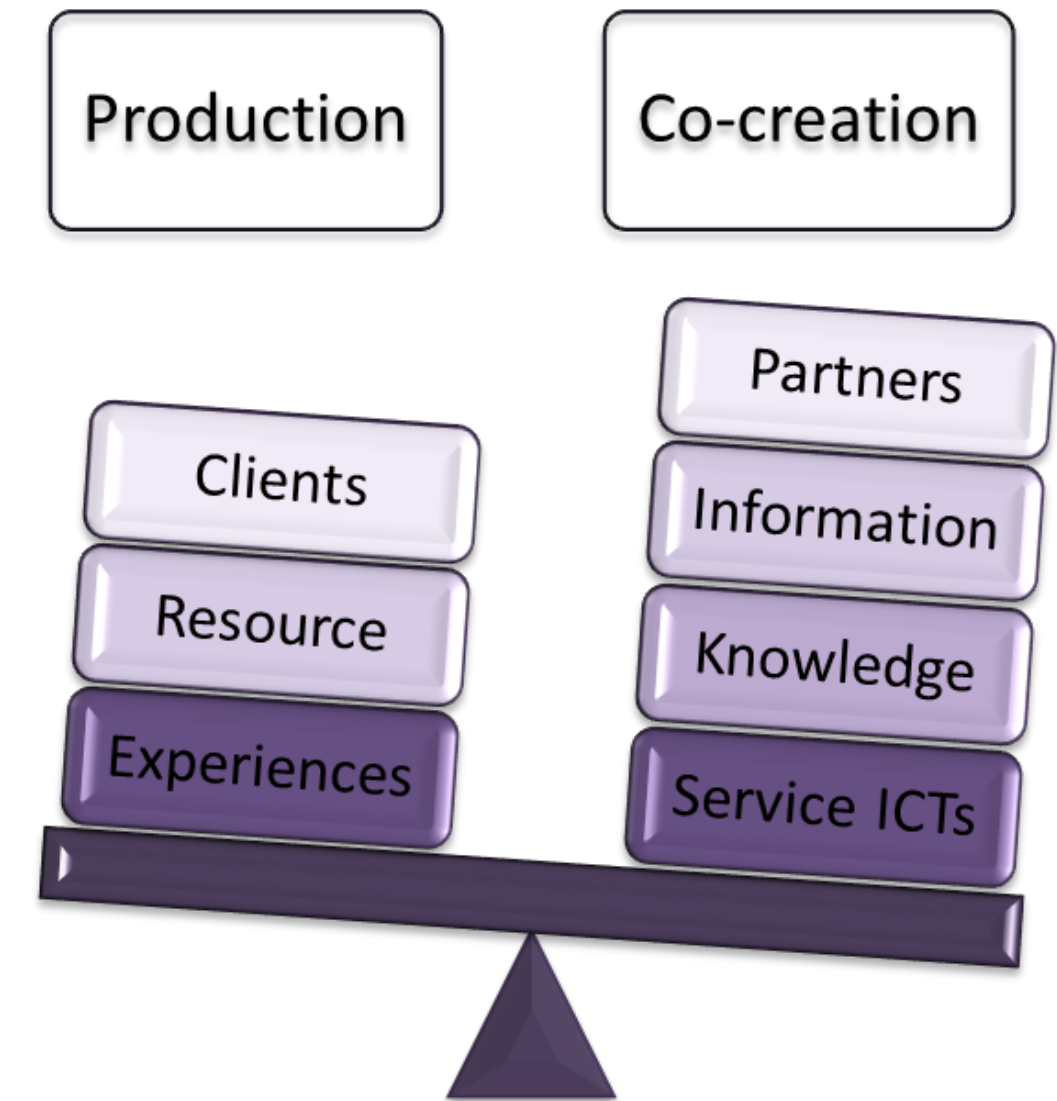 Production
Co-creation
Clients
Resource
Experiences
Partners
Information
Knowledge
Service ICTs